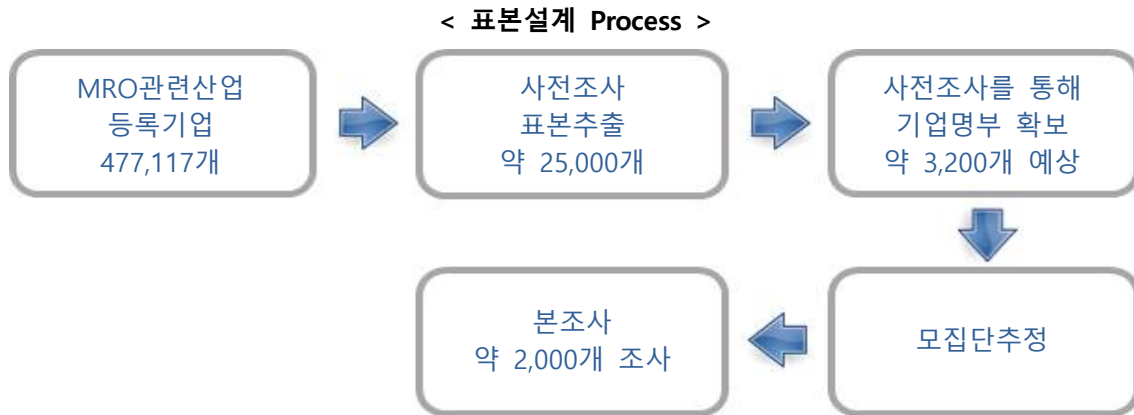 < 표본설계 Process >
MRO관련산업
등록기업
477,117개
사전조사
표본추출
약 25,000개
사전조사를 통해
기업명부 확보
약 3,200개 예상
모집단추정
본조사
약 2,000개 조사